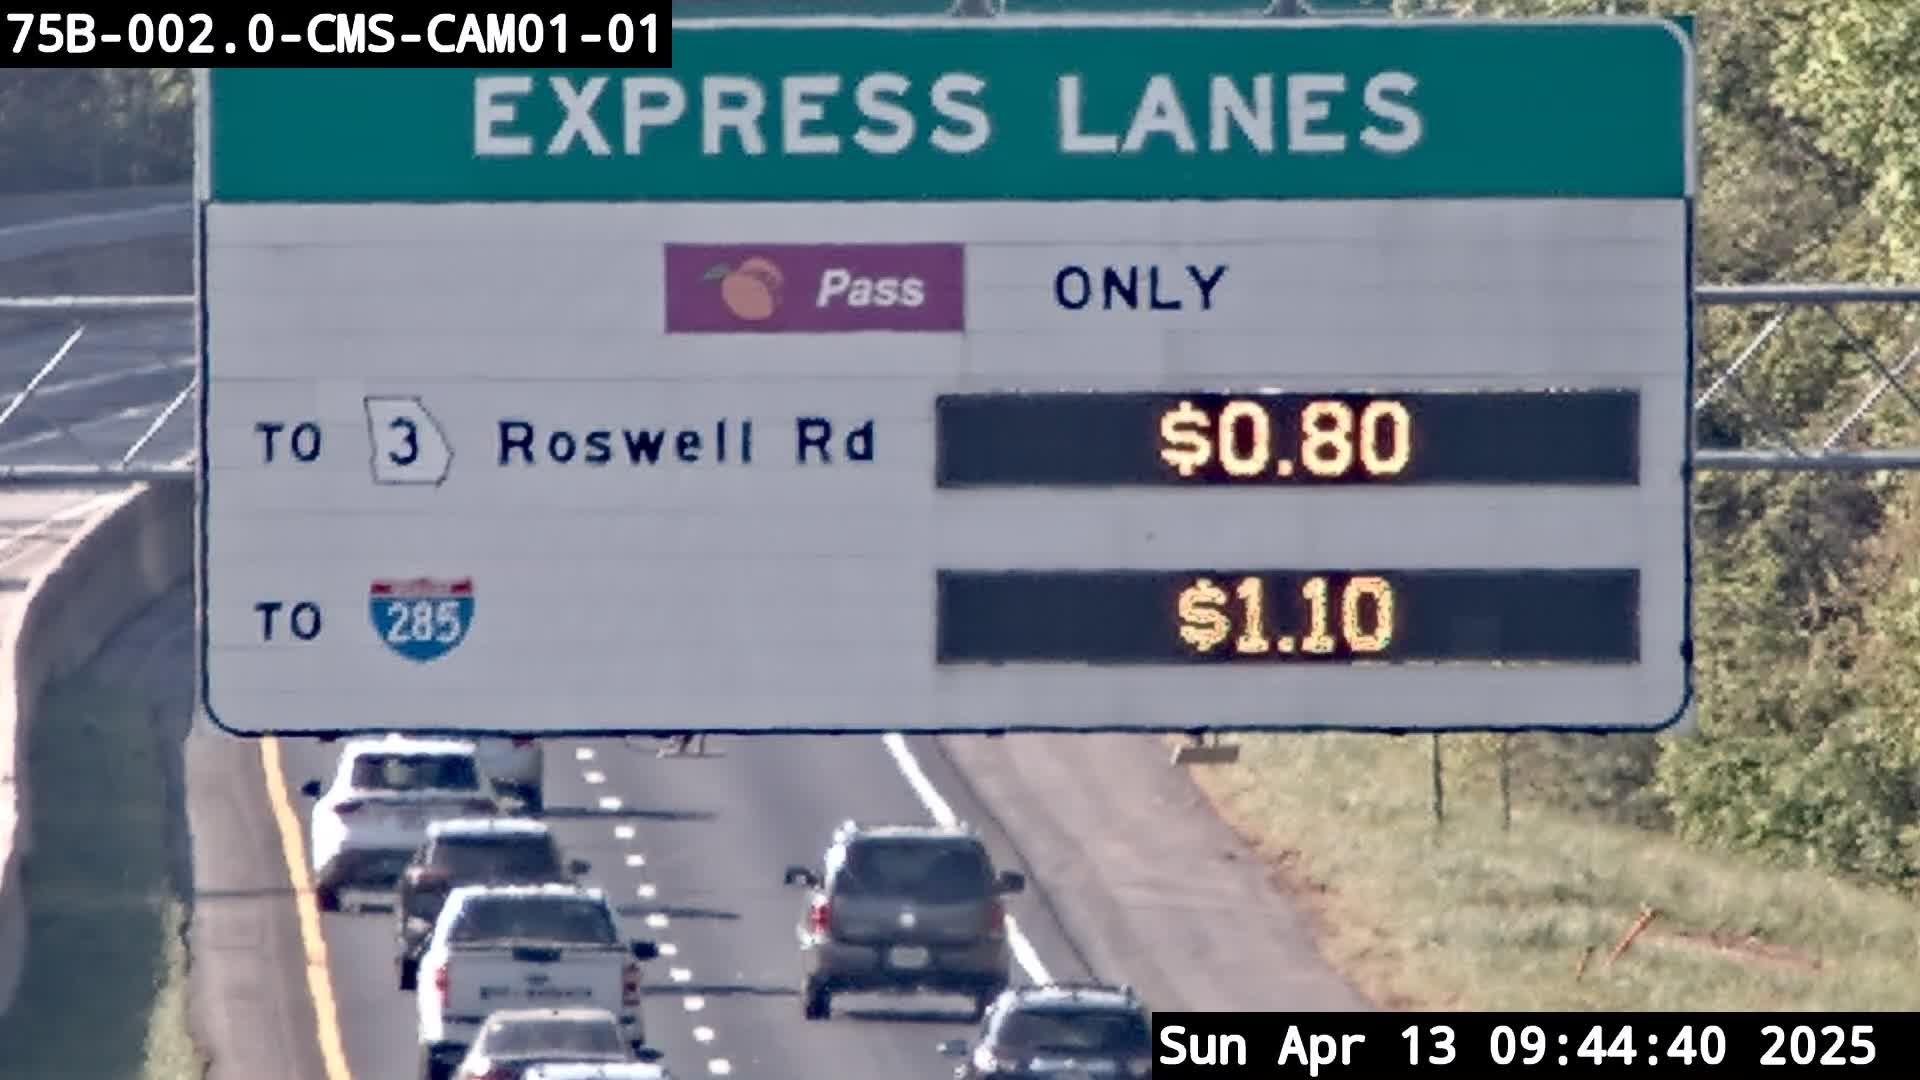 75B-002.0-CMS-CAM01-01
EXPRESS LANES
Pass ONLY
TO 3 Roswell Rd $0.80
TO 285 $1.10
Sun Apr 13 09:44:40 2025